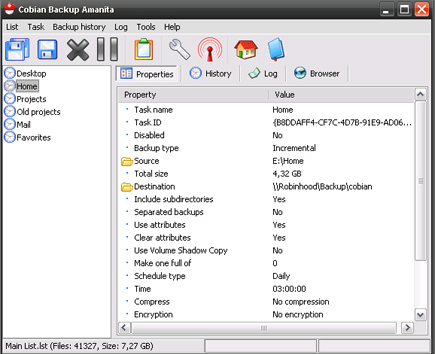 Cobian Backup Amanita
List Task Backup history Log Tools Help
Desktop
Home
Projects
Old projects
Mail
Favorites
Properties History Log Browser
Property Value
Task name Home
Task ID {B8DDAFF4-CF7C-4D7B-91E9-AD06...
Disabled No
Backup type Incremental
Source E:\Home
Total size 4,32 GB
Destination \\Robinhood\Backup\cobian
Include subdirectories Yes
Separated backups No
Use attributes Yes
Clear attributes Yes
Use Volume Shadow Copy No
Make one full of 0
Schedule type Daily
Time 03:00:00
Compress No compression
Encryption No encryption
Main List.lst (Files: 41327, Size: 7,27 GB)